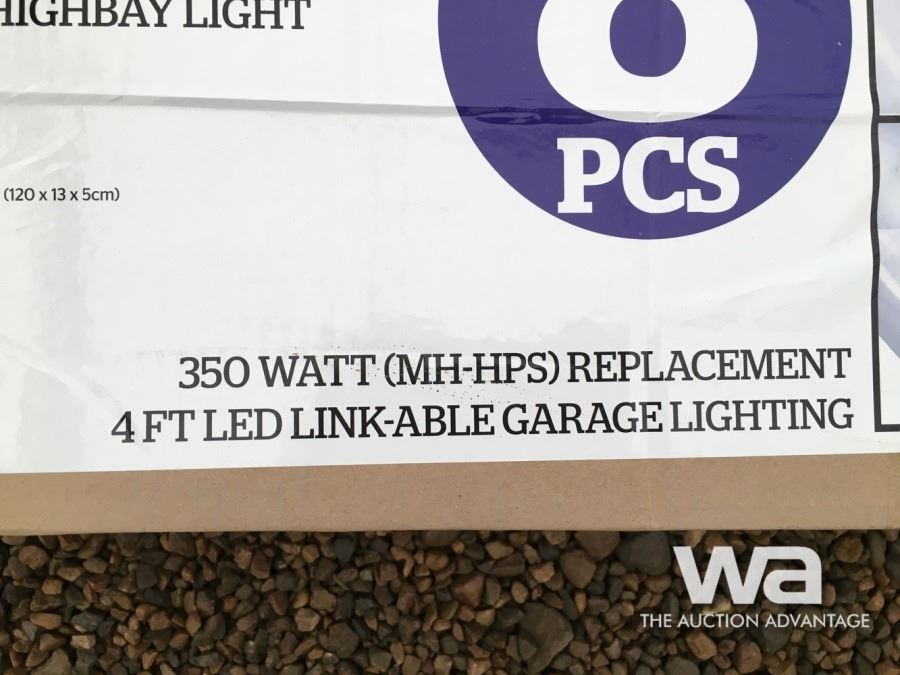 HIGHBAY LIGHT
PCS
(120 x 13 x 5cm)
350 WATT (MH-HPS) REPLACEMENT
4 FT LED LINK-ABLE GARAGE LIGHTING
wa
THE AUCTION ADVANTAGE